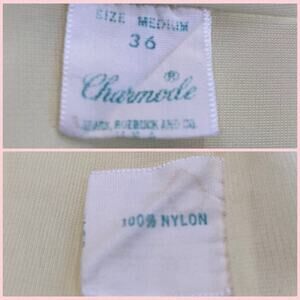 SIZE MEDIUM
36
Charmode ®
SEARS, ROEBUCK AND CO.
U.S.A.
100% NYLON